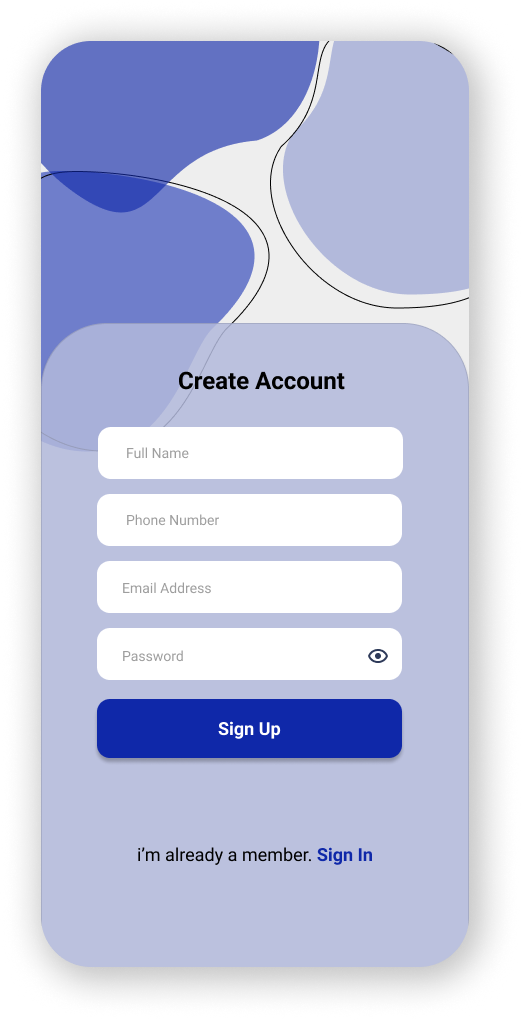 Create Account
Full Name
Phone Number
Email Address
Password
Sign Up
i’m already a member. Sign In